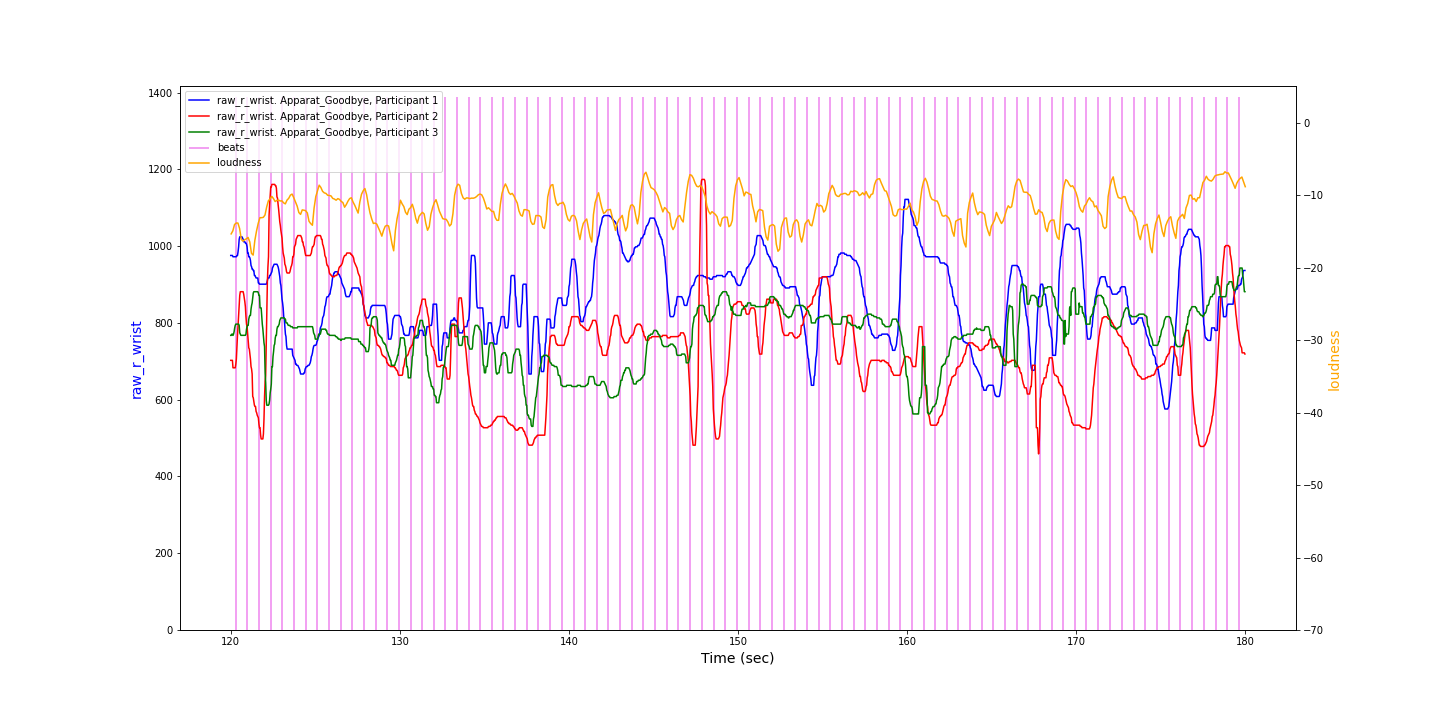 raw_r_wrist. Apparat_Goodbye, Participant 1
raw_r_wrist. Apparat_Goodbye, Participant 2
raw_r_wrist. Apparat_Goodbye, Participant 3
beats
loudness
1400
1200
1000
800
600
400
200
0
raw_r_wrist
120
130
140
150
160
170
180
Time (sec)
0
−10
−20
−30
−40
−50
−60
−70
loudness